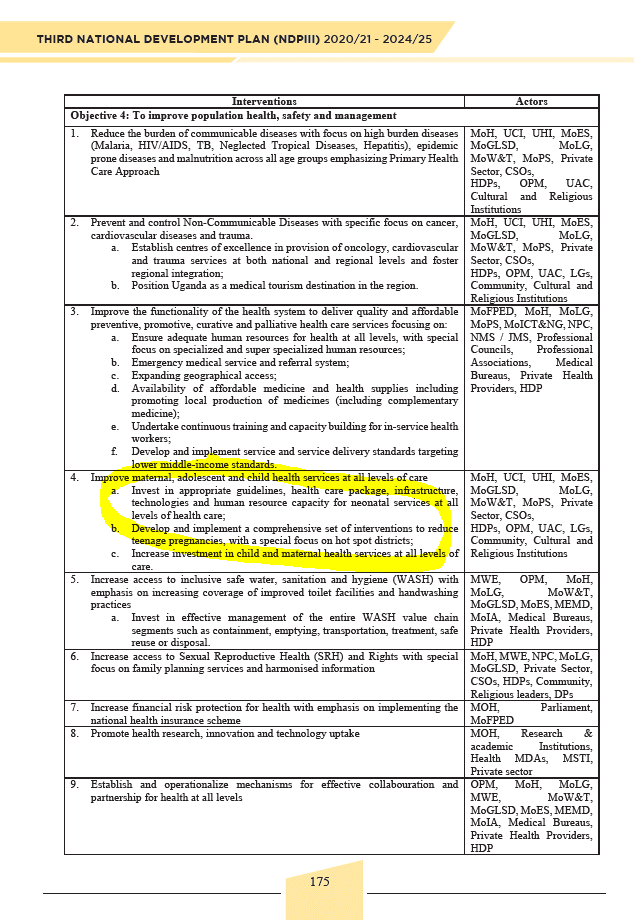 THIRD NATIONAL DEVELOPMENT PLAN (NDPIII) 2020/21 - 2024/25
Interventions
Actors
Objective 4: To improve population health, safety and management
1. Reduce the burden of communicable diseases with focus on high burden diseases
(Malaria, HIV/AIDS, TB, Neglected Tropical Diseases, Hepatitis), epidemic
prone diseases and malnutrition across all age groups emphasizing Primary Health
Care Approach
MoH, UCI, UHI, MoES,
MoGLSD, MoLG,
MoW&T, MoPS, Private
Sector, CSOs,
HDPs, OPM, UAC,
Cultural and Religious
Institutions
2. Prevent and control Non-Communicable Diseases with specific focus on cancer,
cardiovascular diseases and trauma.
a. Establish centres of excellence in provision of oncology, cardiovascular
and trauma services at both national and regional levels and foster
regional integration;
b. Position Uganda as a medical tourism destination in the region.
MoH, UCI, UHI, MoES,
MoGLSD, MoLG,
MoW&T, MoPS, Private
Sector, CSOs,
HDPs, OPM, UAC, LGs,
Community, Cultural and
Religious Institutions
3. Improve the functionality of the health system to deliver quality and affordable
preventive, promotive, curative and palliative health care services focusing on:
a. Ensure adequate human resources for health at all levels, with special
focus on specialized and super specialized human resources;
b. Emergency medical service and referral system;
c. Expanding geographical access;
d. Availability of affordable medicine and health supplies including
promoting local production of medicines (including complementary
medicine);
e. Undertake continuous training and capacity building for in-service health
workers;
f. Develop and implement service and service delivery standards targeting
lower middle-income standards.
MoFPED, MoH, MoLG,
MoPS, MoICT&NG, NPC,
NMS / JMS, Professional
Councils, Professional
Associations, Medical
Bureaus, Private Health
Providers, HDP
4. Improve maternal, adolescent and child health services at all levels of care
a. Invest in appropriate guidelines, health care package, infrastructure,
technologies and human resource capacity for neonatal services at all
levels of health care;
b. Develop and implement a comprehensive set of interventions to reduce
teenage pregnancies, with a special focus on hot spot districts;
c. Increase investment in child and maternal health services at all levels of
care.
MoH, UCI, UHI, MoES,
MoGLSD, MoLG,
MoW&T, MoPS, Private
Sector, CSOs,
HDPs, OPM, UAC, LGs,
Community, Cultural and
Religious Institutions
5. Increase access to inclusive safe water, sanitation and hygiene (WASH) with
emphasis on increasing coverage of improved toilet facilities and handwashing
practices
a. Invest in effective management of the entire WASH value chain
segments such as containment, emptying, transportation, treatment, safe
reuse or disposal.
MWE, OPM, MoH,
MoLG, MoW&T,
MoGLSD, MoES, MEMD,
MoIA, Medical Bureaus,
Private Health Providers,
HDP
6. Increase access to Sexual Reproductive Health (SRH) and Rights with special
focus on family planning services and harmonised information
MoH, MWE, NPC, MoLG,
MoGLSD, Private Sector,
CSOs, HDPs, Community,
Religious leaders, DPs
7. Increase financial risk protection for health with emphasis on implementing the
national health insurance scheme
MOH, Parliament,
MoFPED
8. Promote health research, innovation and technology uptake
MOH, Research &
academic Institutions,
Health MDAs, MSTI,
Private sector
9. Establish and operationalize mechanisms for effective collabouration and
partnership for health at all levels
OPM, MoH, MoLG,
MWE, MoW&T,
MoGLSD, MoES, MEMD,
MoIA, Medical Bureaus,
Private Health Providers,
HDP
175